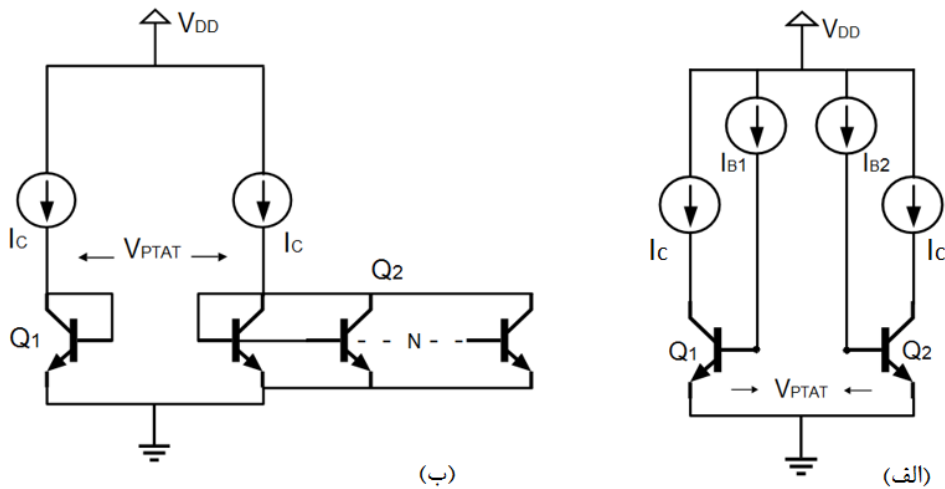 VDD
IC
VPTAT
IC
Q2
Q1
N
(ب)
VDD
IB1
IB2
IC
IC
Q1
Q2
VPTAT
(الف)